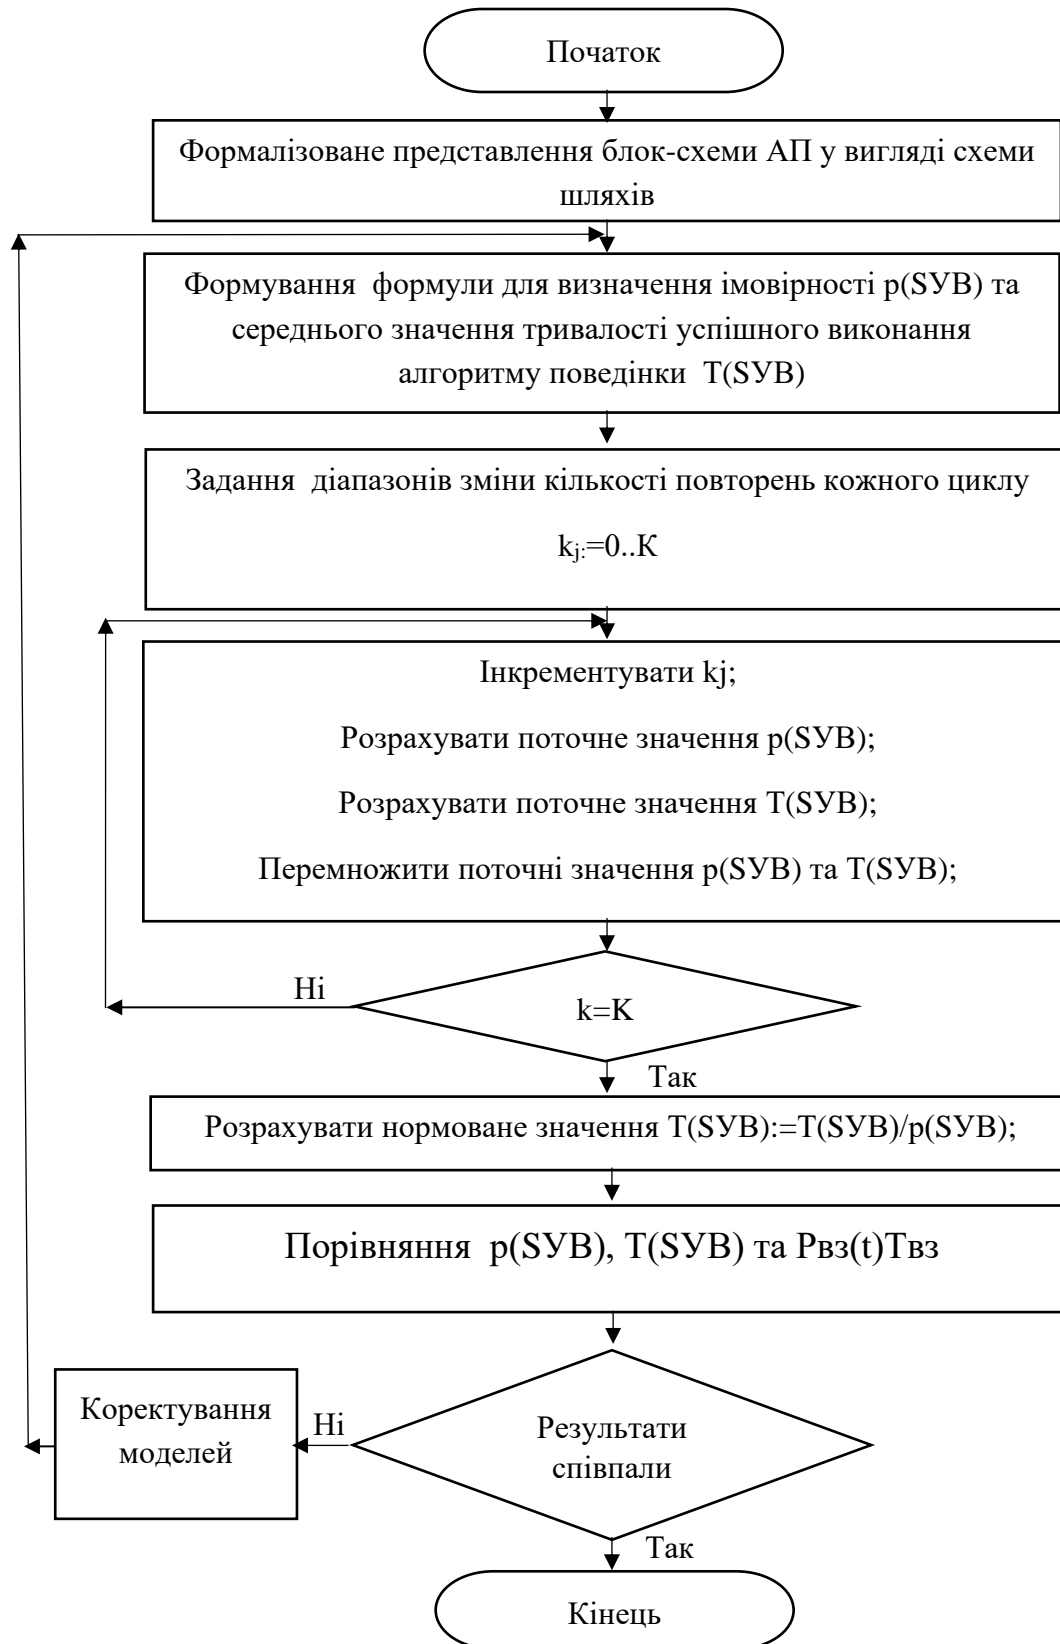 Початок
Формалізоване представлення блок-схеми АП у вигляді схеми
шляхів
Формування формули для визначення імовірності p(SУВ) та
середнього значення тривалості успішного виконання
алгоритму поведінки T(SУВ)
Задання діапазонів зміни кількості повторень кожного циклу
kj:=0..К
Інкрементувати kj;
Розрахувати поточне значення p(SУВ);
Розрахувати поточне значення T(SУВ);
Перемножити поточні значення p(SУВ) та T(SУВ);
Ні
k=K
Так
Розрахувати нормоване значення T(SУВ):=T(SУВ)/p(SУВ);
Порівняння p(SУВ), T(SУВ) та Рвз(t)Твз
Коректування
моделей
Ні
Результати
співпали
Так
Кінець